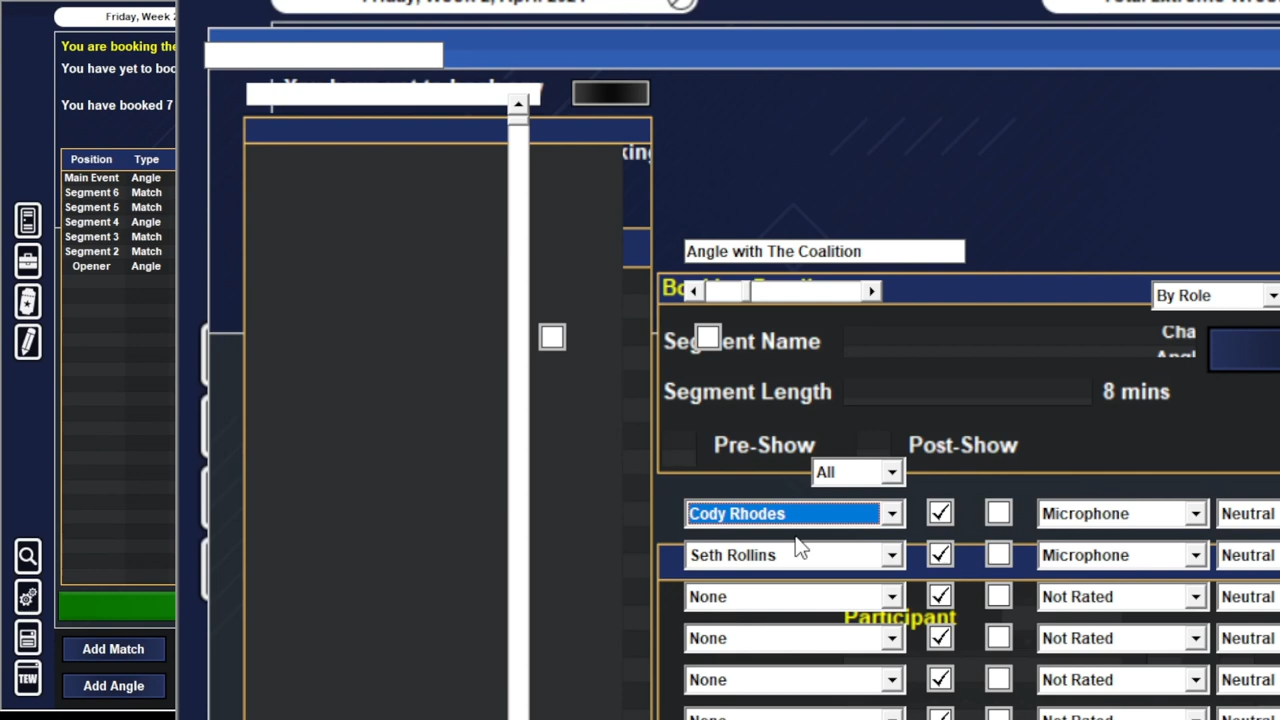 Friday, Week 2
You are booking the
You have yet to boo
You have booked 7
Position Type
Main Event Angle
Segment 6 Match
Segment 5 Match
Segment 4 Angle
Segment 3 Match
Segment 2 Match
Opener Angle
Add Match
Add Angle
TEW
Angle with The Coalition
By Role
Segment Name
Cha
Segment Length 8 mins
Pre-Show Post-Show
All
Cody Rhodes Microphone Neutral
Seth Rollins Microphone Neutral
None Not Rated Neutral
Participant
None Not Rated Neutral
None Not Rated Neutral